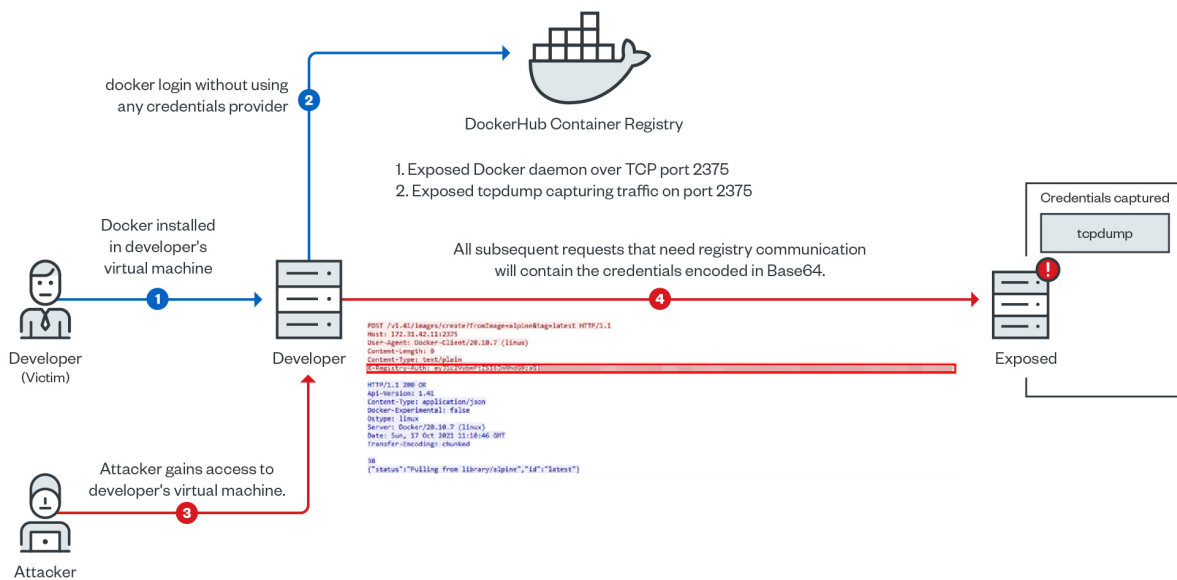 docker login without using
any credentials provider
2
DockerHub Container Registry
1. Exposed Docker daemon over TCP port 2375
2. Exposed tcpdump capturing traffic on port 2375
Credentials captured
tcpdump
Docker installed
in developer's
virtual machine
1
All subsequent requests that need registry communication
will contain the credentials encoded in Base64.
4
!
Developer
(Victim)
Developer
Exposed
POST /v1.41/images/create?fromImage=alpine&tag=latest HTTP/1.1
Host: 172.31.42.11:2375
User-Agent: Docker-Client/20.10.7 (linux)
Content-Length: 0
Content-Type: text/plain
X-Registry-Auth:
HTTP/1.1 200 OK
Api-Version: 1.41
Content-Type: application/json
Docker-Experimental: false
Ostype: linux
Server: Docker/20.10.7 (linux)
Date: Sun, 17 Oct 2021 11:10:46 GMT
Transfer-Encoding: chunked
38
{"status":"Pulling from library/alpine","id":"latest"}
Attacker gains access to
developer's virtual machine.
3
Attacker